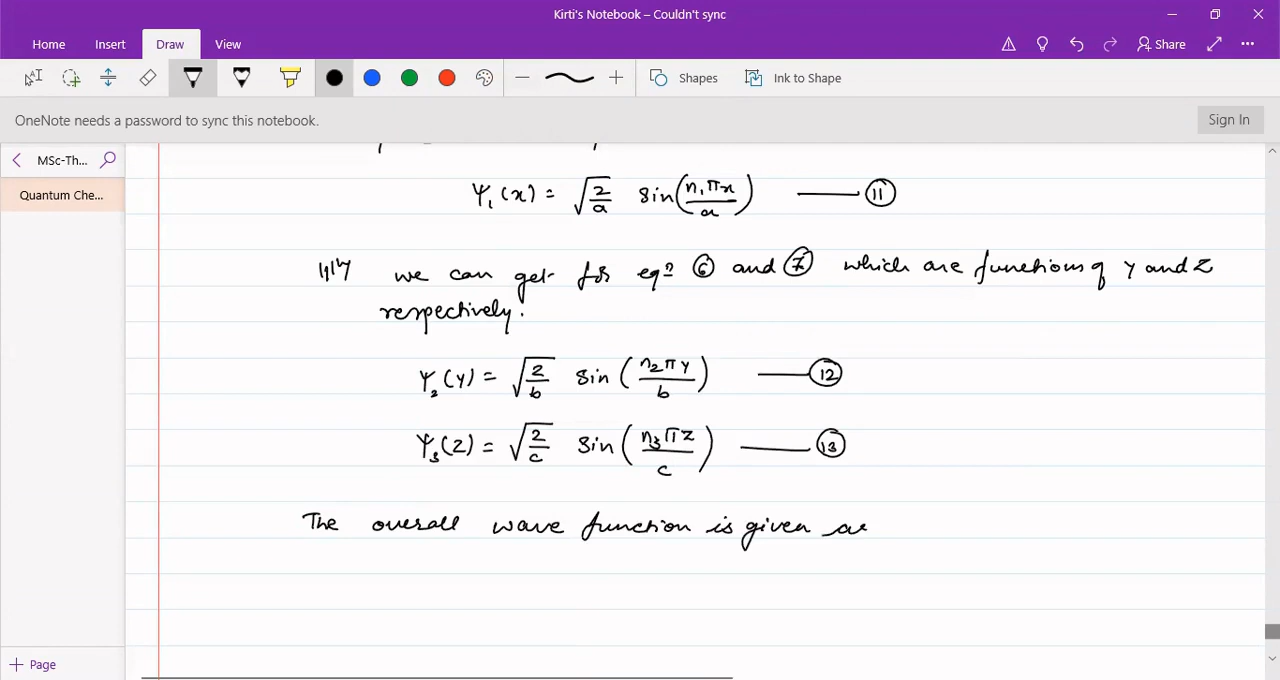 Kirti's Notebook – Couldn't sync
Home Insert Draw View Share
Shapes Ink to Shape
OneNote needs a password to sync this notebook. Sign In
MSc-Th...
Quantum Che...
Ψ₁(x) = √(2/a) sin(n₁πx/a) —— ⑪
111ly we can get for eqn ⑥ and ⑦ which are functions of y and z
respectively.
Ψ₂(y) = √(2/b) sin(n₂πy/b) —— ⑫
Ψ₃(z) = √(2/c) sin(n₃πz/c) —— ⑬
The overall wave function is given as
+ Page